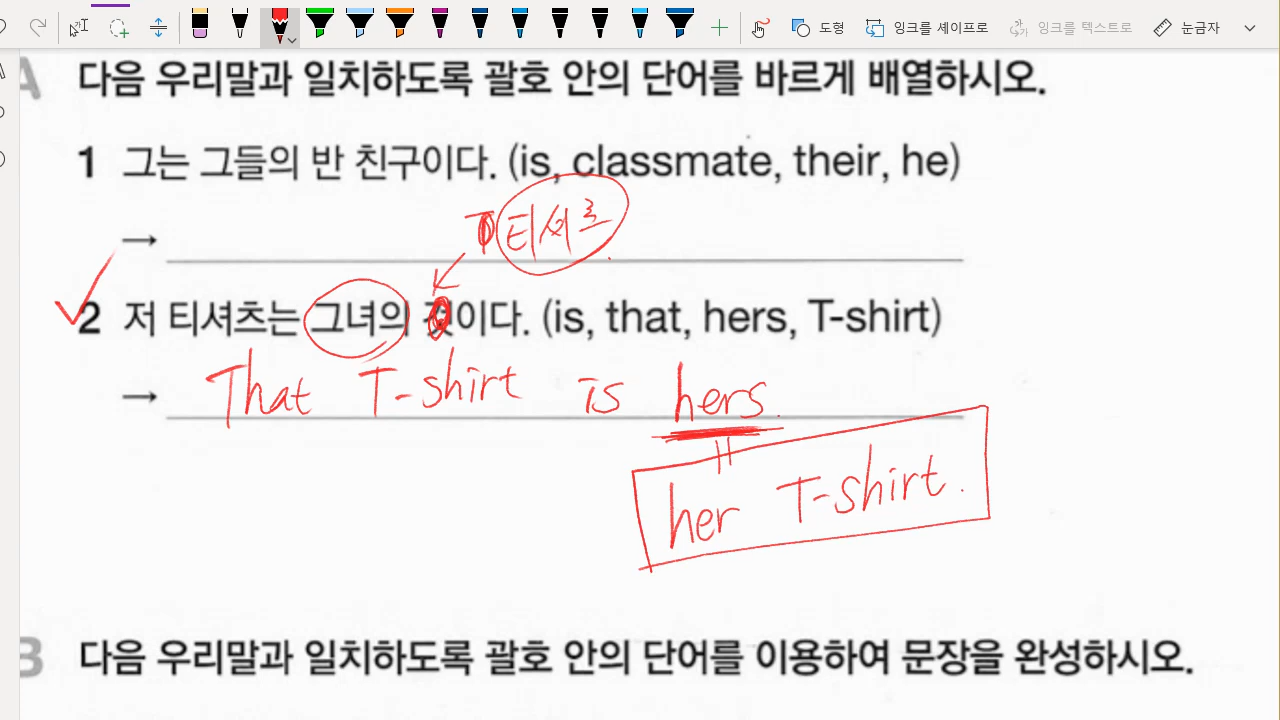 도형 잉크를 셰이프로 잉크를 텍스트로 눈금자
A 다음 우리말과 일치하도록 괄호 안의 단어를 바르게 배열하시오.
1 그는 그들의 반 친구이다. (is, classmate, their, he)
티셔츠
→
2 저 티셔츠는 그녀의 것이다. (is, that, hers, T-shirt)
→ That T-shirt is hers.
her T-shirt.
B 다음 우리말과 일치하도록 괄호 안의 단어를 이용하여 문장을 완성하시오.